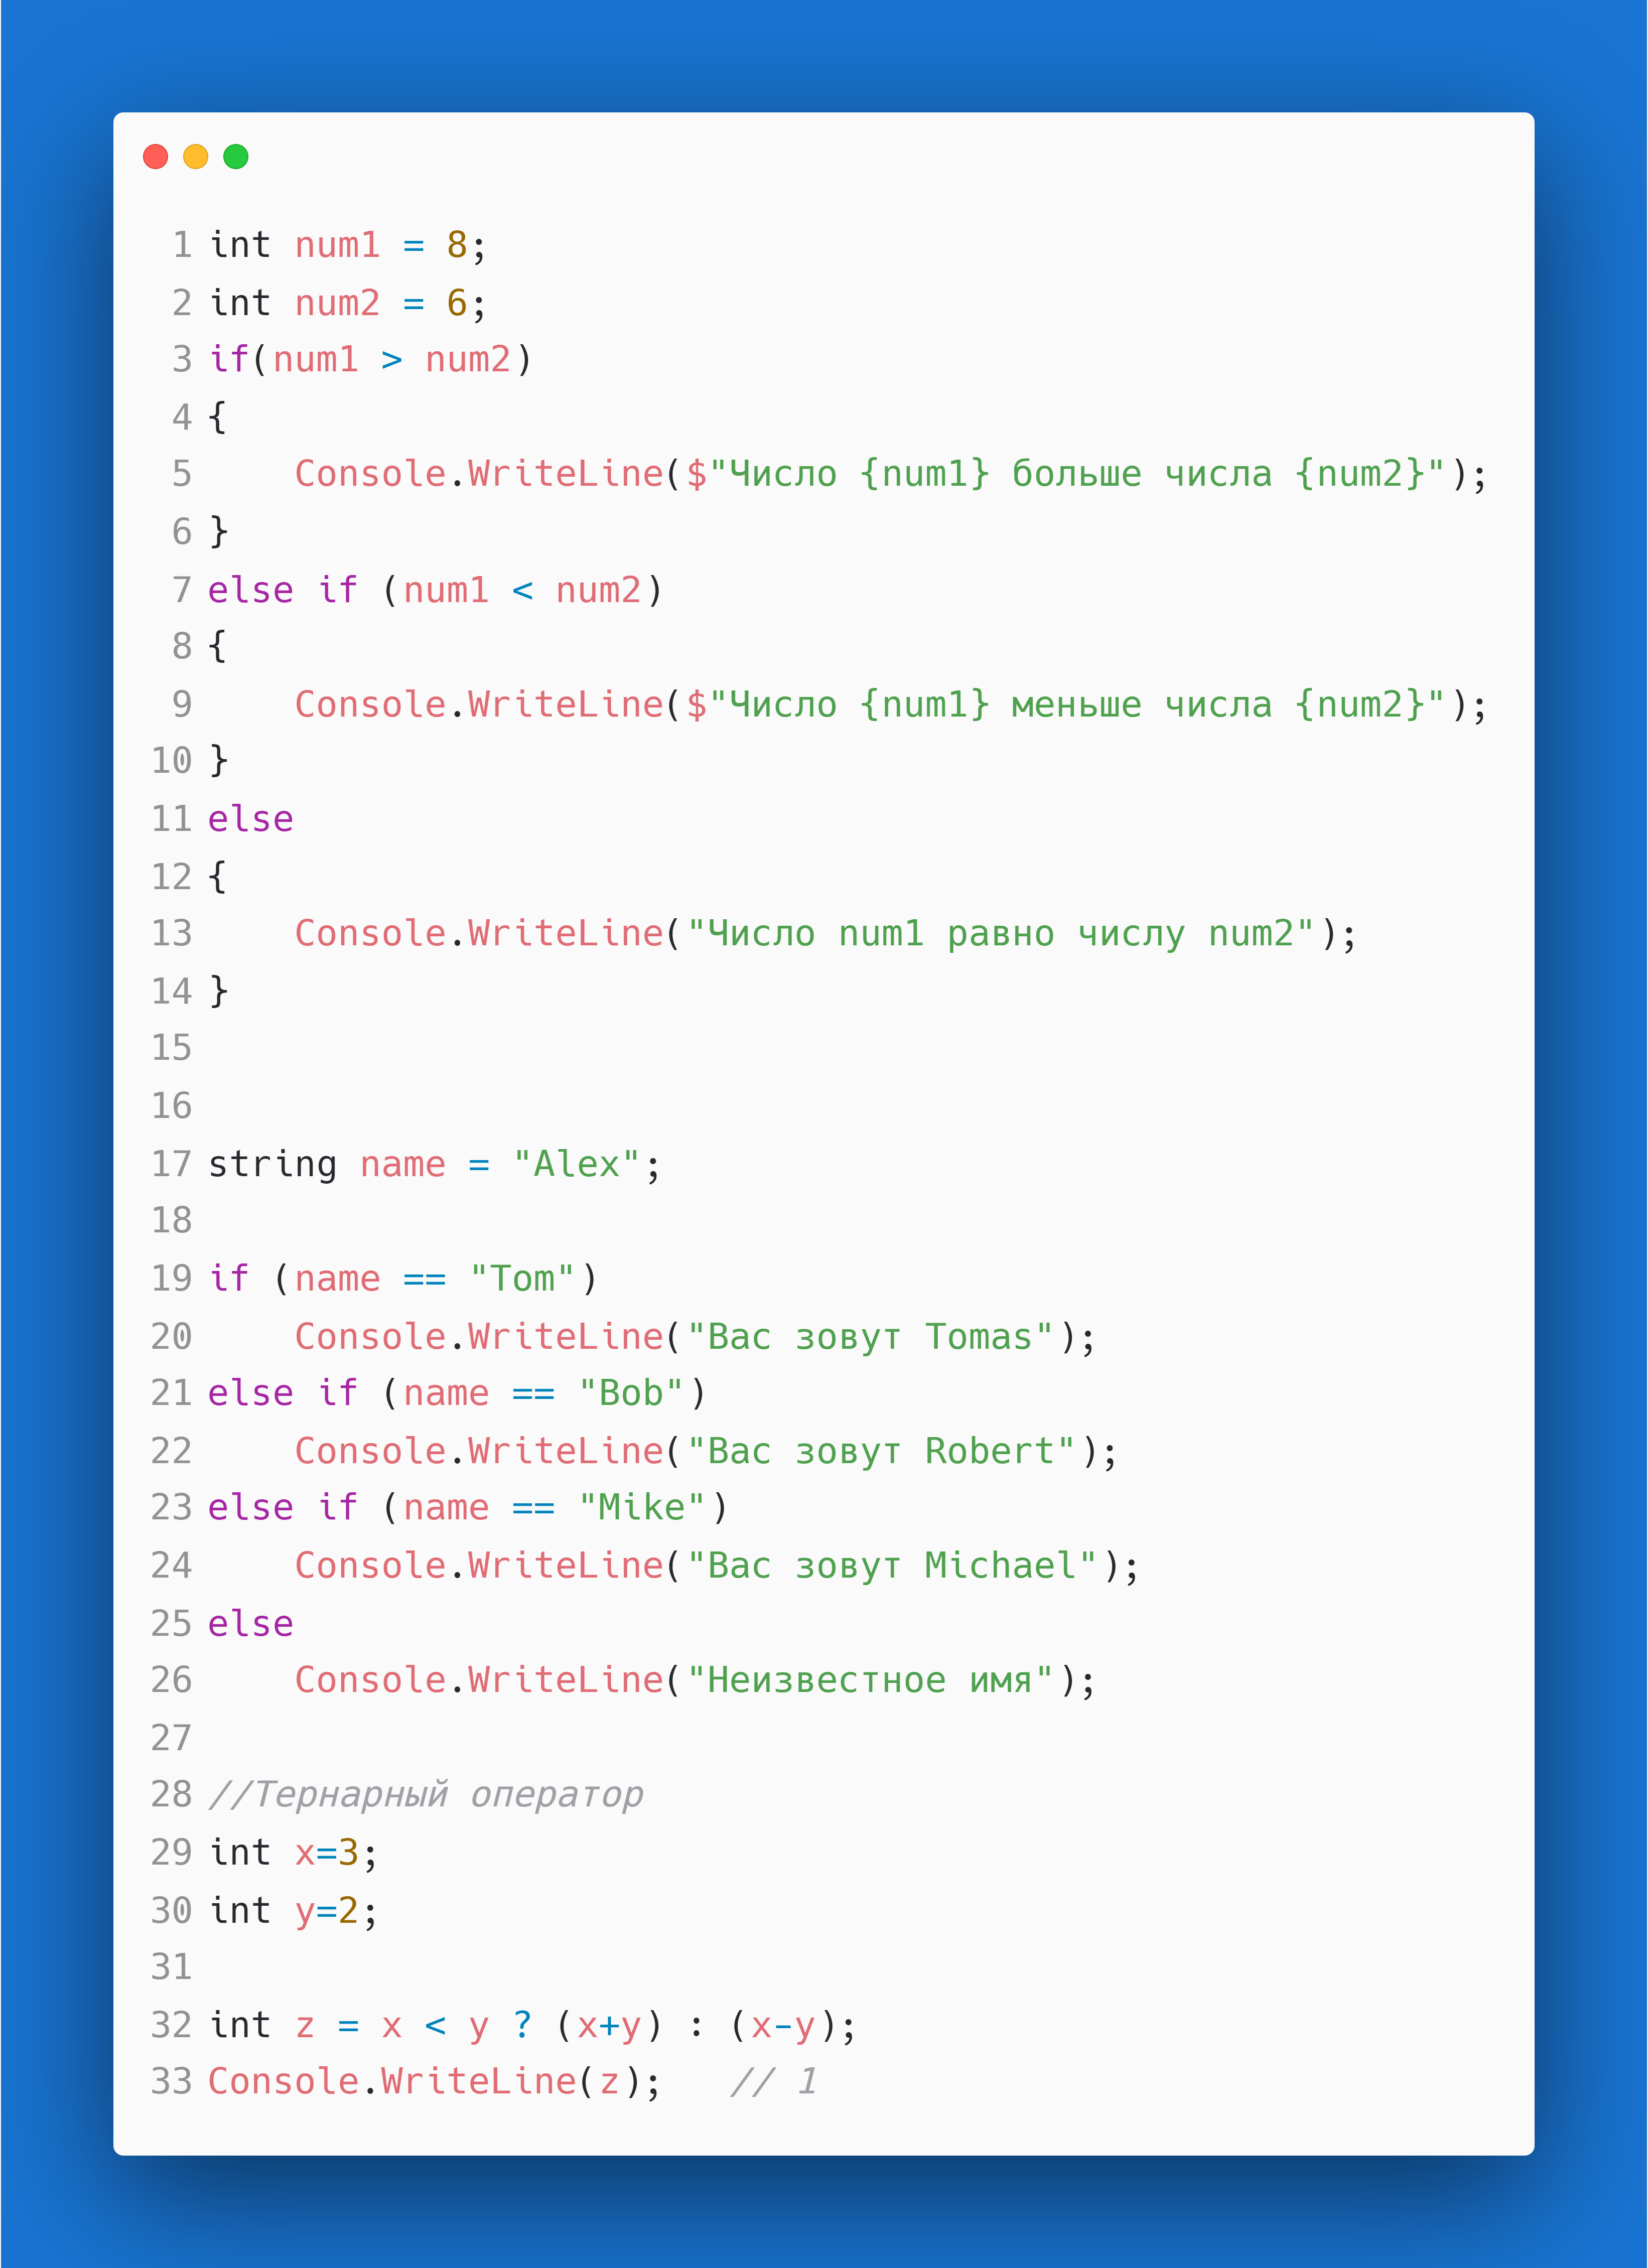 1 int num1 = 8;
2 int num2 = 6;
3 if(num1 > num2)
4 {
5     Console.WriteLine($"Число {num1} больше числа {num2}");
6 }
7 else if (num1 < num2)
8 {
9     Console.WriteLine($"Число {num1} меньше числа {num2}");
10 }
11 else
12 {
13     Console.WriteLine("Число num1 равно числу num2");
14 }
15
16
17 string name = "Alex";
18
19 if (name == "Tom")
20     Console.WriteLine("Вас зовут Tomas");
21 else if (name == "Bob")
22     Console.WriteLine("Вас зовут Robert");
23 else if (name == "Mike")
24     Console.WriteLine("Вас зовут Michael");
25 else
26     Console.WriteLine("Неизвестное имя");
27
28 //Тернарный оператор
29 int x=3;
30 int y=2;
31
32 int z = x < y ? (x+y) : (x-y);
33 Console.WriteLine(z);   // 1